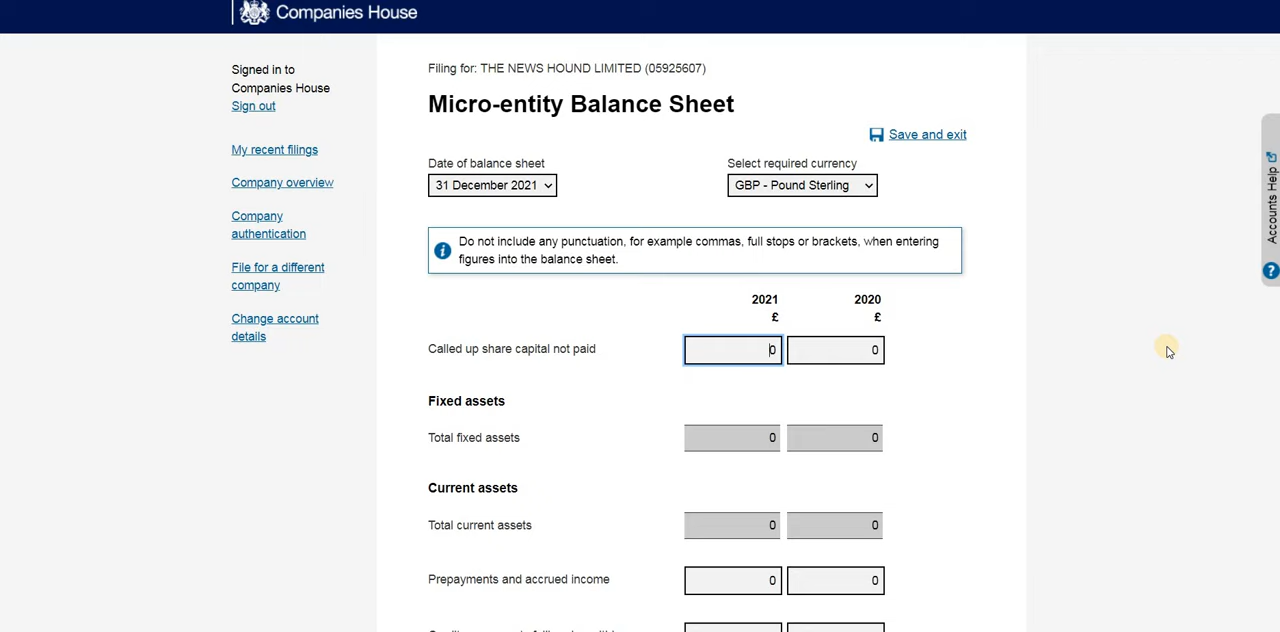 Companies House
Signed in to
Companies House
Sign out
My recent filings
Company overview
Company
authentication
File for a different
company
Change account
details
Filing for: THE NEWS HOUND LIMITED (05925607)
Micro-entity Balance Sheet
Save and exit
Date of balance sheet
Select required currency
31 December 2021
GBP - Pound Sterling
i
Do not include any punctuation, for example commas, full stops or brackets, when entering
figures into the balance sheet.
2021 2020
£ £
Called up share capital not paid 0 0
Fixed assets
Total fixed assets 0 0
Current assets
Total current assets 0 0
Prepayments and accrued income 0 0
Accounts Help
?